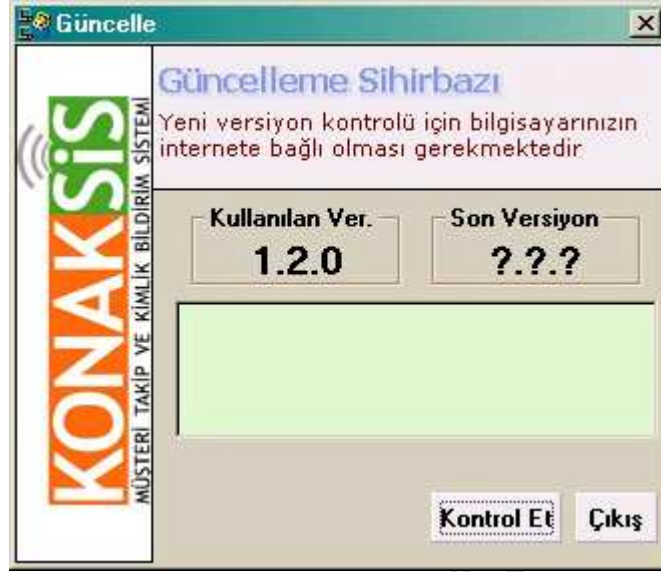 Güncelle
KONAKSiS
MÜŞTERİ TAKİP VE KİMLİK BİLDİRİM SİSTEMİ
Güncelleme Sihirbazı
Yeni versiyon kontrolü için bilgisayarınızın
internete bağlı olması gerekmektedir
Kullanılan Ver.
1.2.0
Son Versiyon
?.?.?
Kontrol Et
Çıkış